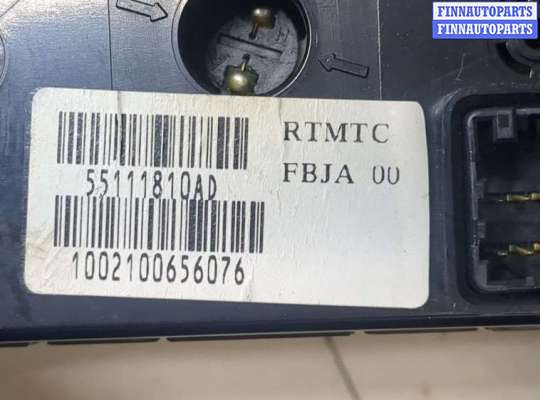 FINNAUTOPARTS
FINNAUTOPARTS
RTMTC
55111810AD
FBJA 00
1002100656076